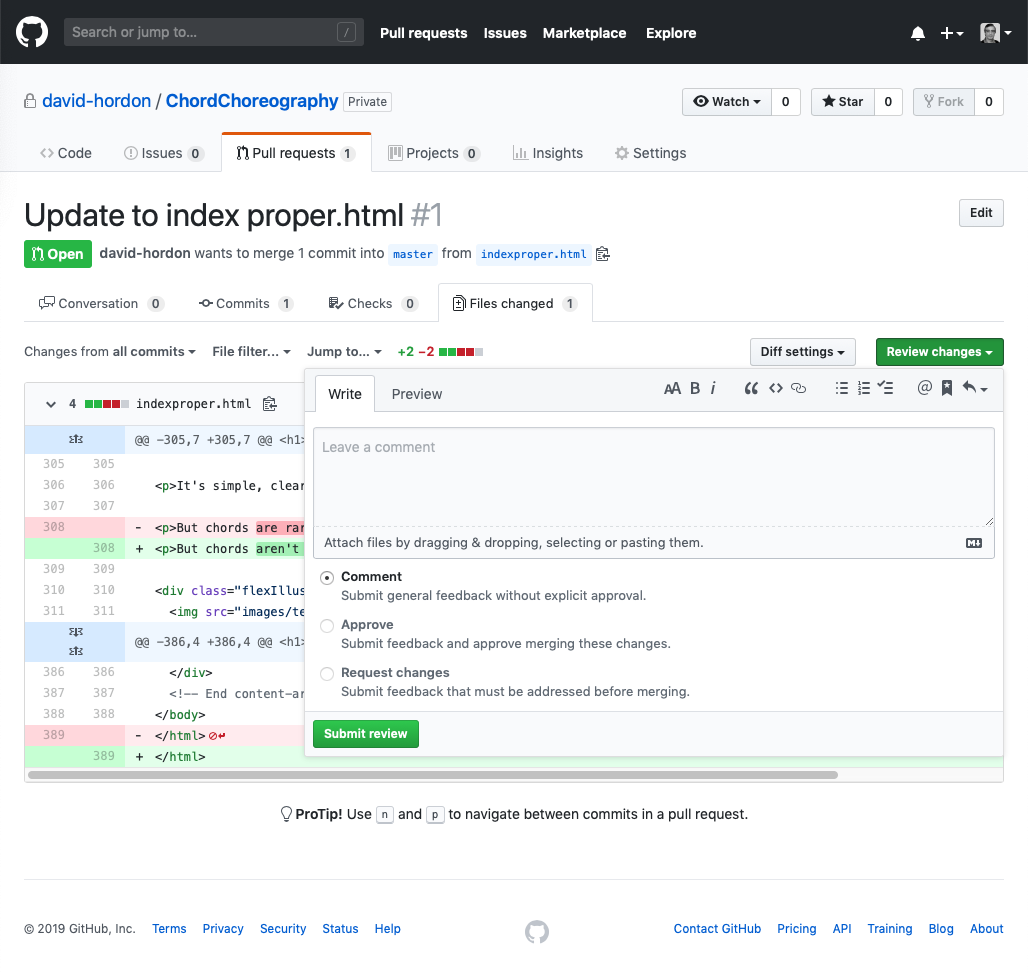 Search or jump to… /
Pull requests Issues Marketplace Explore
david-hordon / ChordChoreography Private
Watch 0 Star 0 Fork 0
Code Issues 0 Pull requests 1 Projects 0 Insights Settings
Update to index proper.html #1
Edit
Open david-hordon wants to merge 1 commit into master from indexproper.html
Conversation 0 Commits 1 Checks 0 Files changed 1
Changes from all commits File filter… Jump to… +2 −2
Diff settings Review changes
4 indexproper.html
Write Preview
AA B i
@@ -305,7 +305,7 @@ <h1>
Leave a comment
305 305
306 306 <p>It's simple, clear
307 307
308 - <p>But chords are rar
308 + <p>But chords aren't
Attach files by dragging & dropping, selecting or pasting them.
309 309
310 310 <div class="flexIllus
311 311 <img src="images/te
@@ -386,4 +386,4 @@ <h1>
386 386 </div>
387 387 <!-- End content-ar
388 388 </body>
389 - </html>
389 + </html>
Comment
Submit general feedback without explicit approval.
Approve
Submit feedback and approve merging these changes.
Request changes
Submit feedback that must be addressed before merging.
Submit review
ProTip! Use n and p to navigate between commits in a pull request.
© 2019 GitHub, Inc. Terms Privacy Security Status Help
Contact GitHub Pricing API Training Blog About